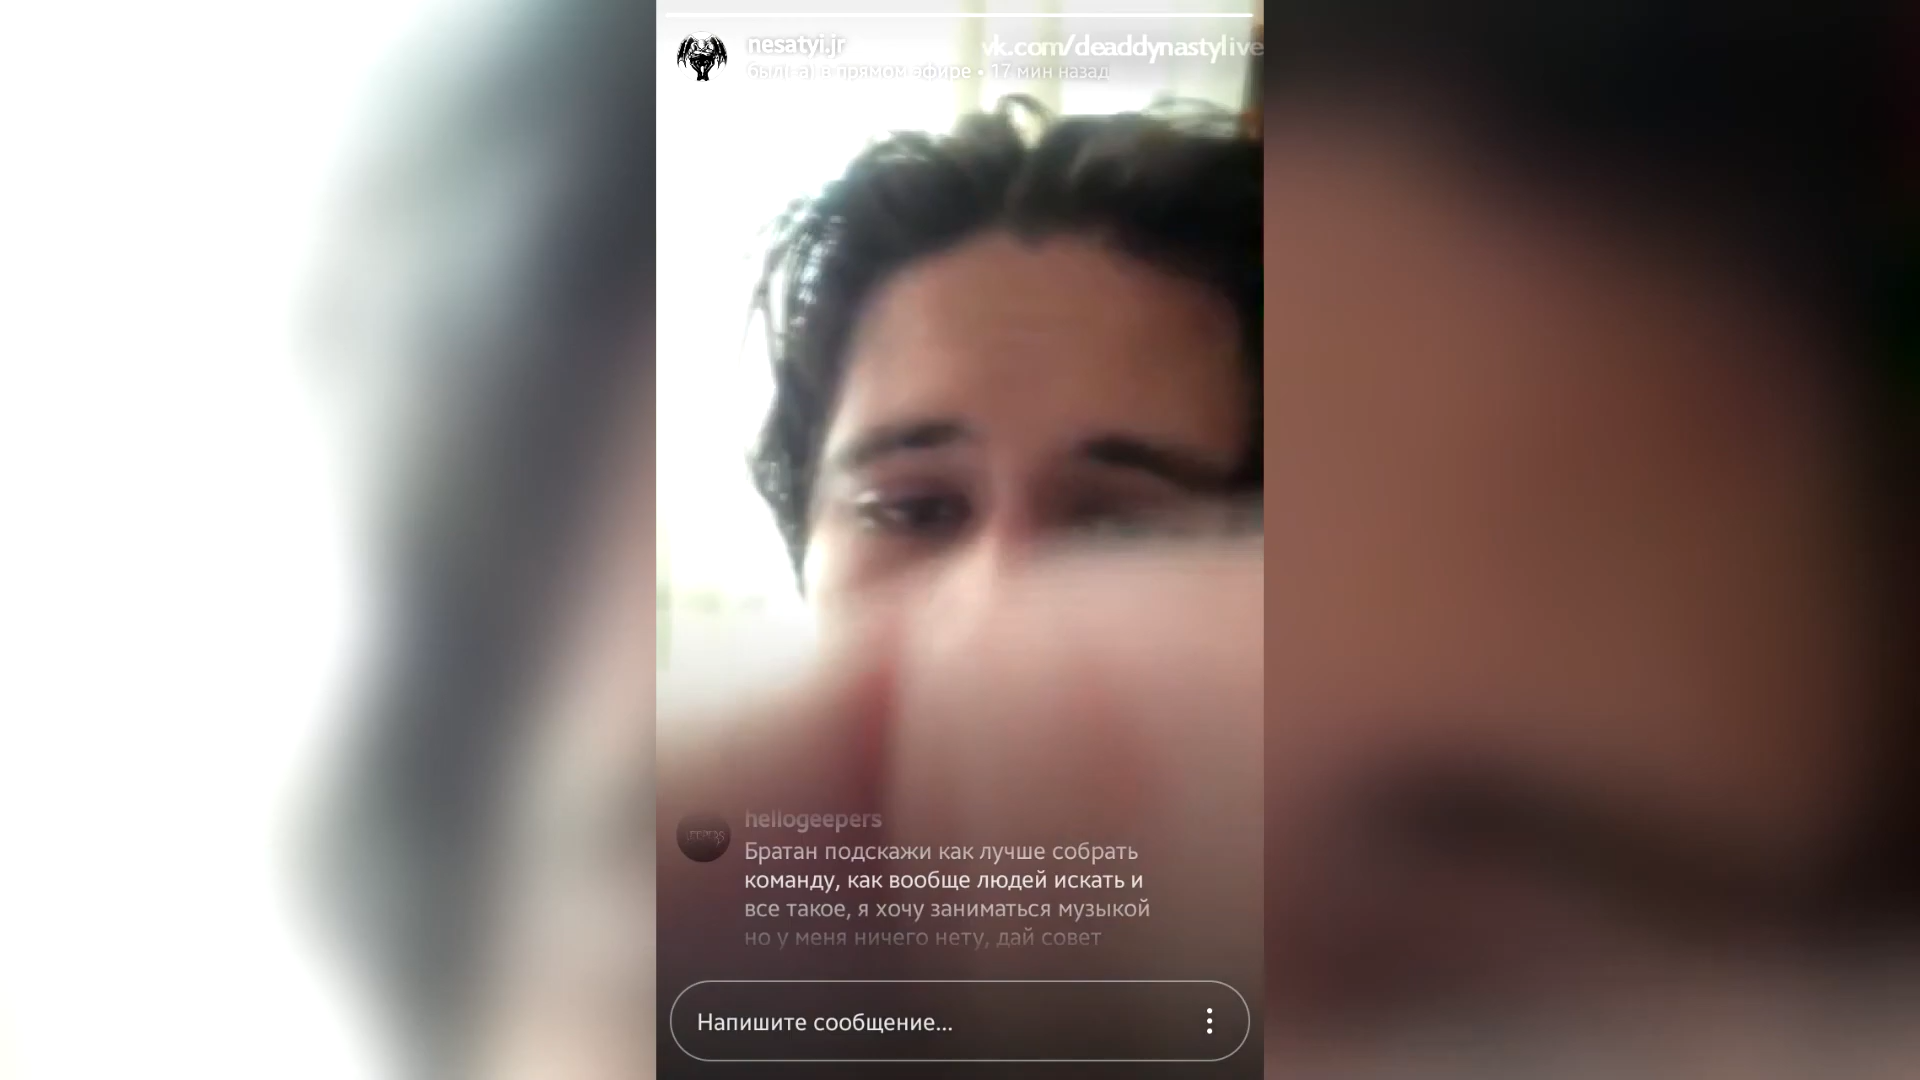 nesatyi.jr
vk.com/deaddynastylive
был(-а) в прямом эфире • 17 мин назад
hellogeepers
Братан подскажи как лучше собрать
команду, как вообще людей искать и
все такое, я хочу заниматься музыкой
но у меня ничего нету, дай совет
Напишите сообщение...